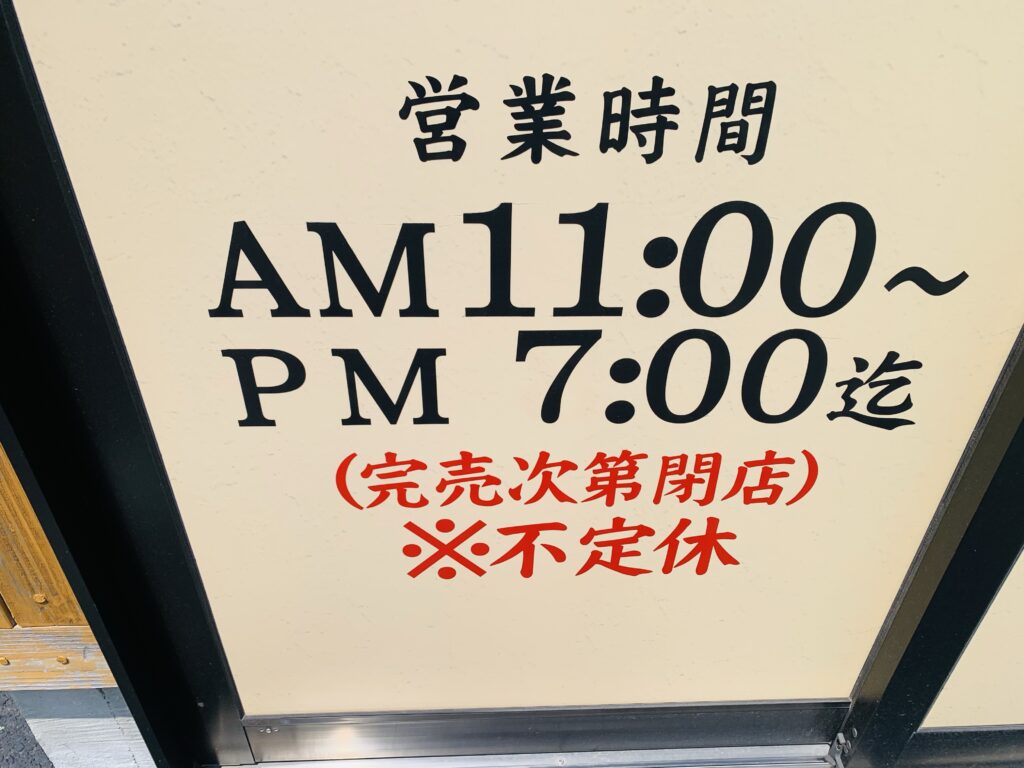 営業時間
AM11:00~
PM 7:00迄
(完売次第閉店)
※不定休